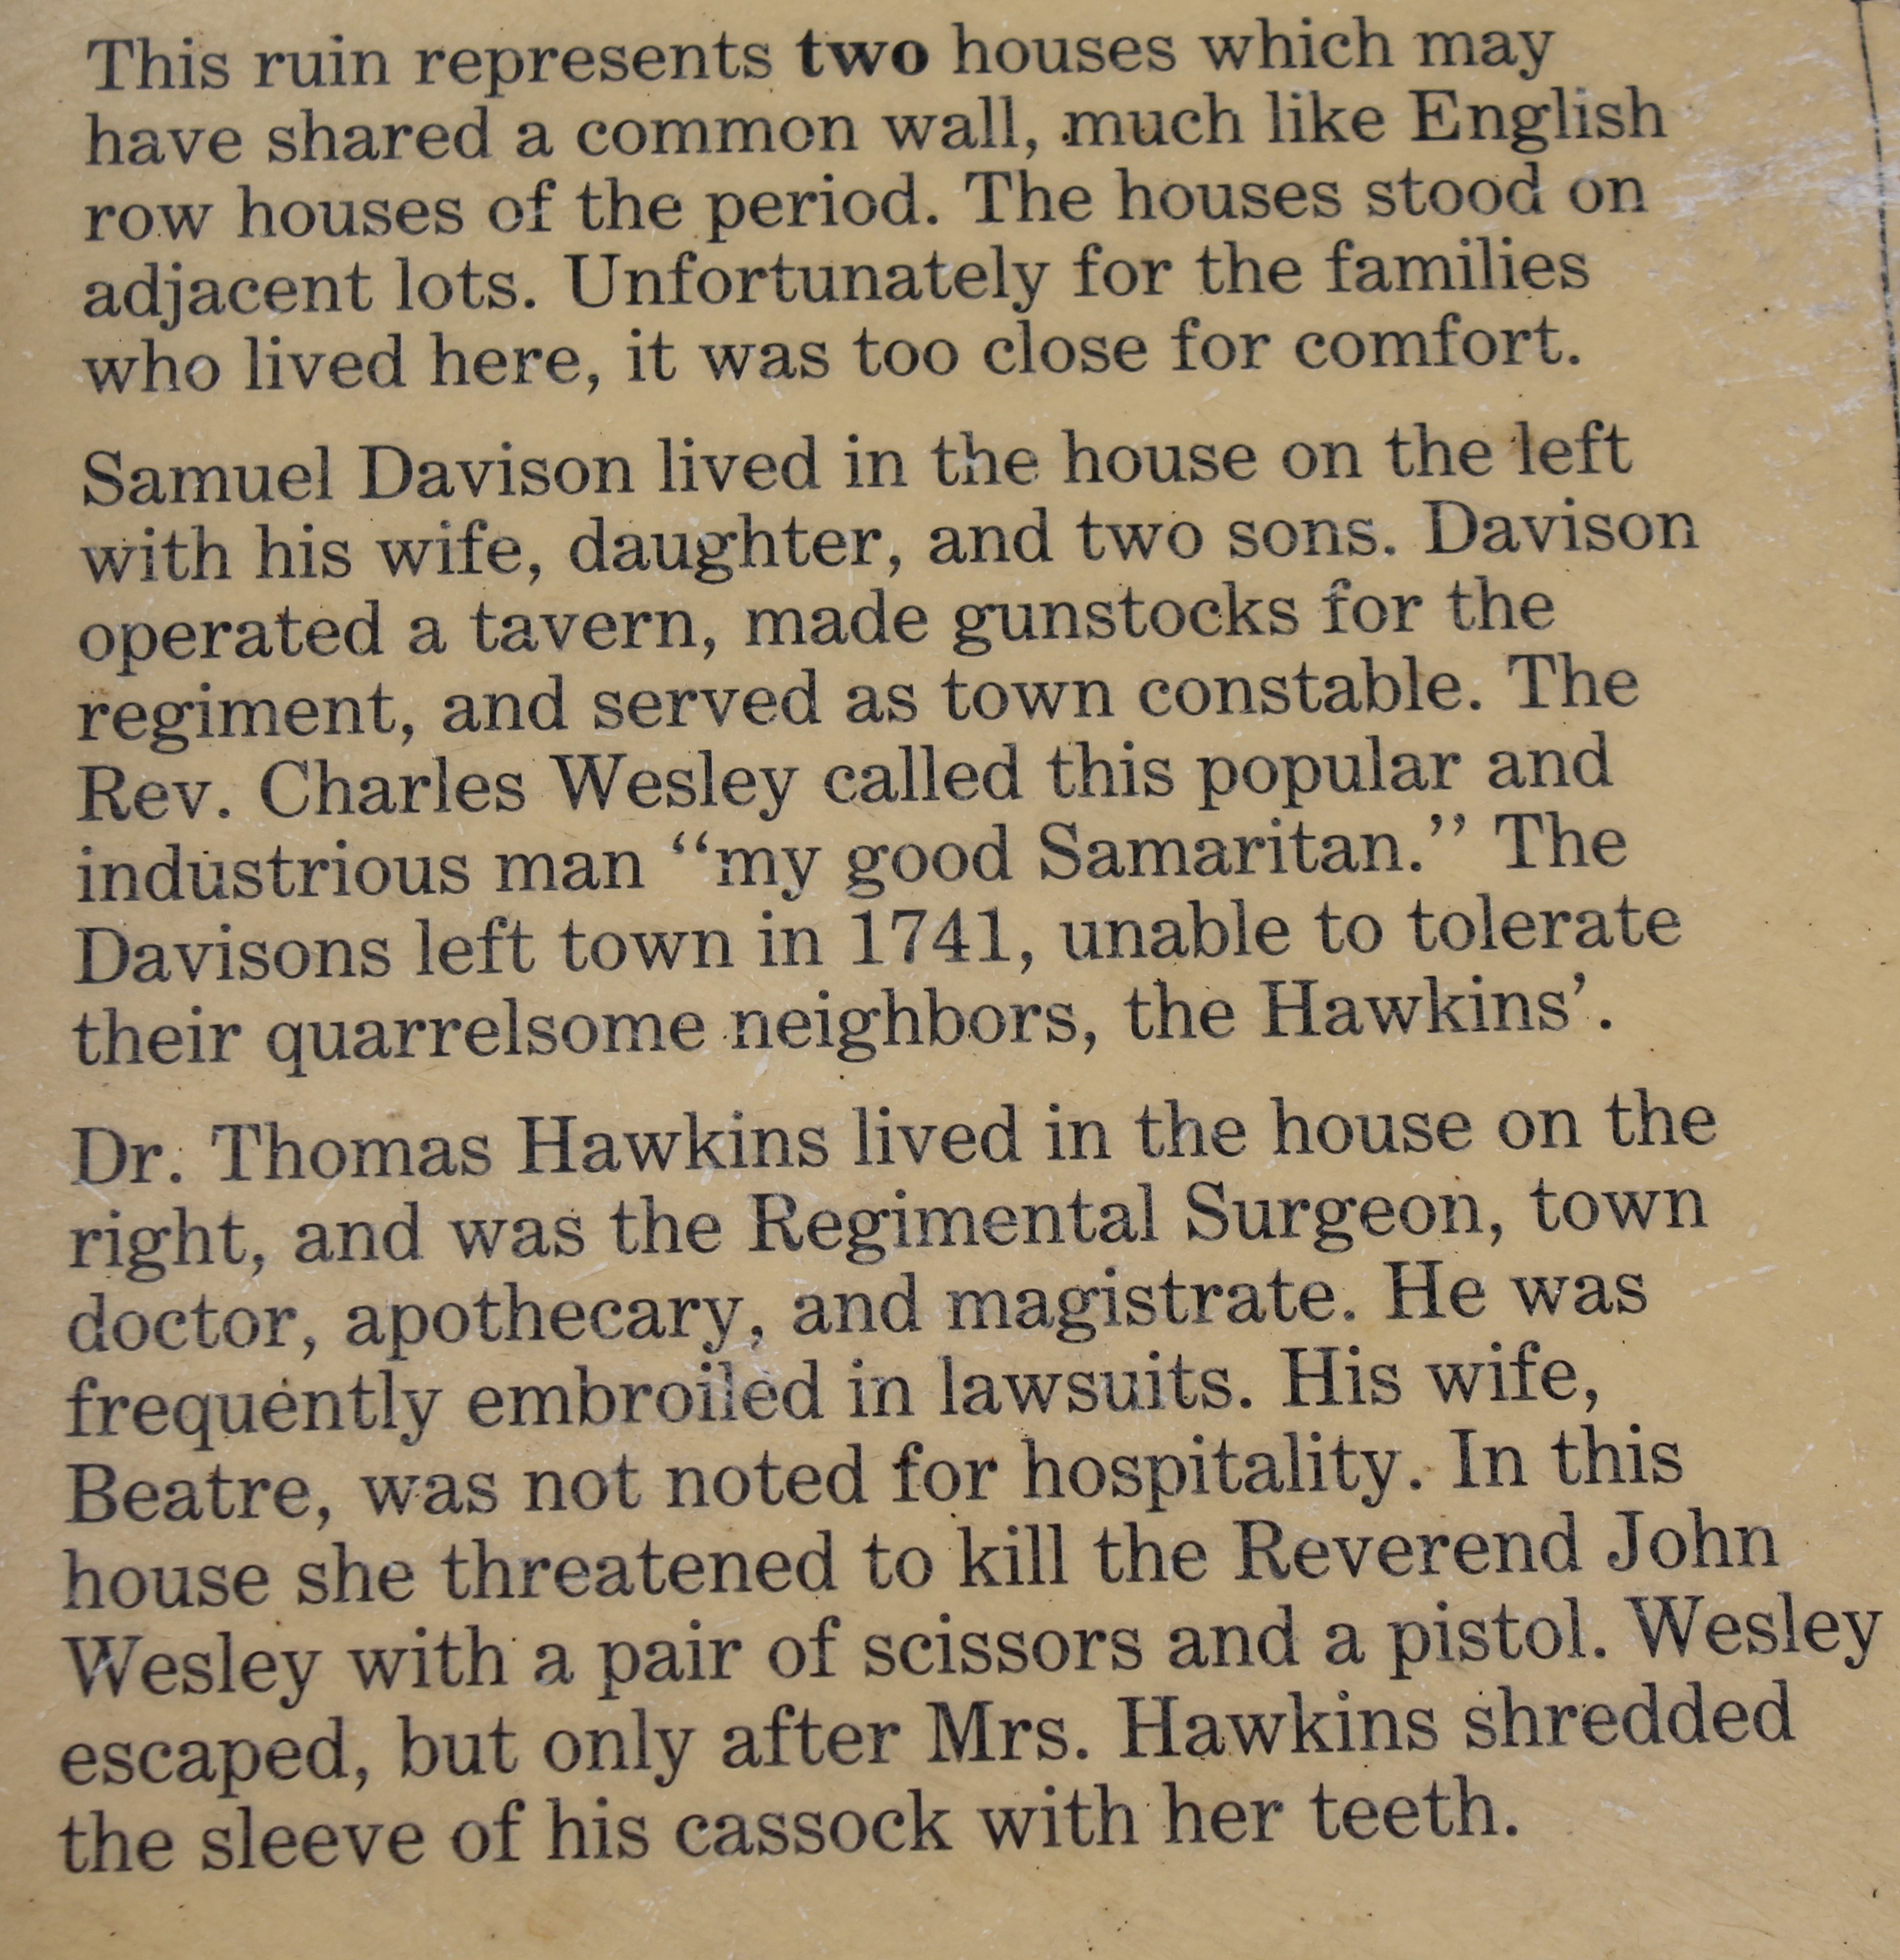 This ruin represents two houses which may
have shared a common wall, much like English
row houses of the period. The houses stood on
adjacent lots. Unfortunately for the families
who lived here, it was too close for comfort.
Samuel Davison lived in the house on the left
with his wife, daughter, and two sons. Davison
operated a tavern, made gunstocks for the
regiment, and served as town constable. The
Rev. Charles Wesley called this popular and
industrious man “my good Samaritan.” The
Davisons left town in 1741, unable to tolerate
their quarrelsome neighbors, the Hawkins’.
Dr. Thomas Hawkins lived in the house on the
right, and was the Regimental Surgeon, town
doctor, apothecary, and magistrate. He was
frequently embroiled in lawsuits. His wife,
Beatre, was not noted for hospitality. In this
house she threatened to kill the Reverend John
Wesley with a pair of scissors and a pistol. Wesley
escaped, but only after Mrs. Hawkins shredded
the sleeve of his cassock with her teeth.